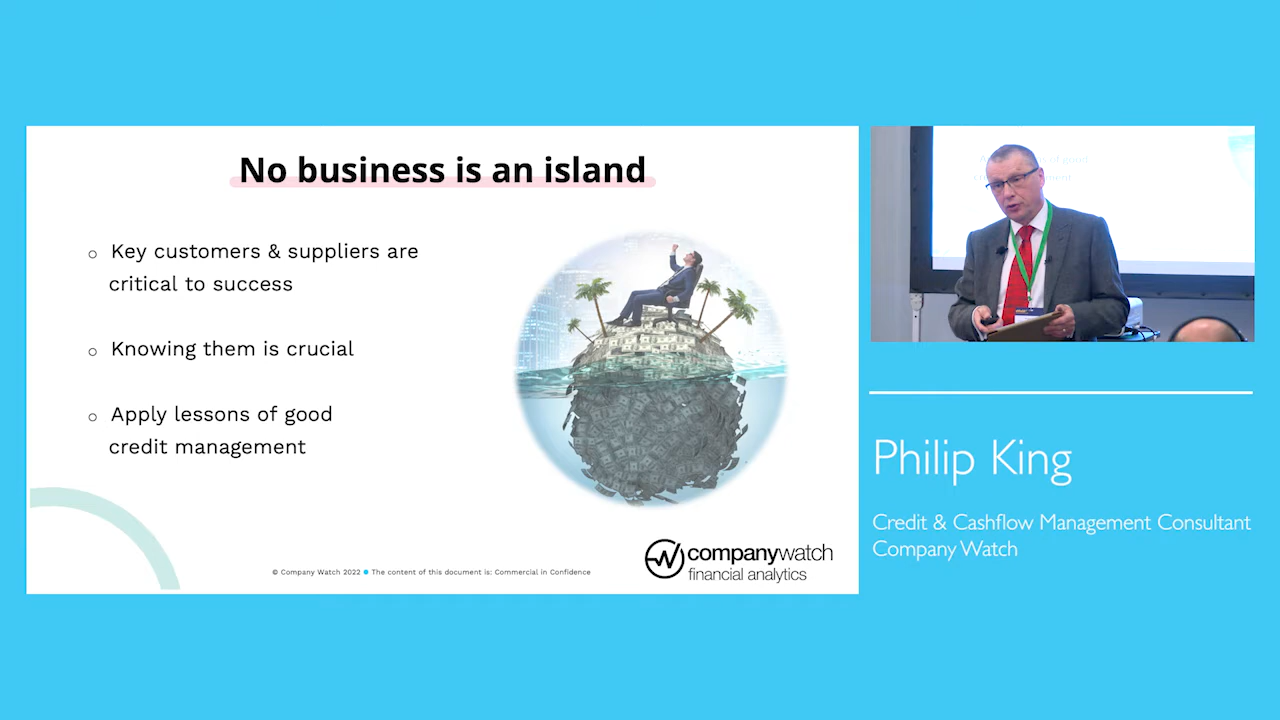 No business is an island
○ Key customers & suppliers are
critical to success
○ Knowing them is crucial
○ Apply lessons of good
credit management
© Company Watch 2022 ● The content of this document is: Commercial in Confidence
companywatch
financial analytics
Philip King
Credit & Cashflow Management Consultant
Company Watch